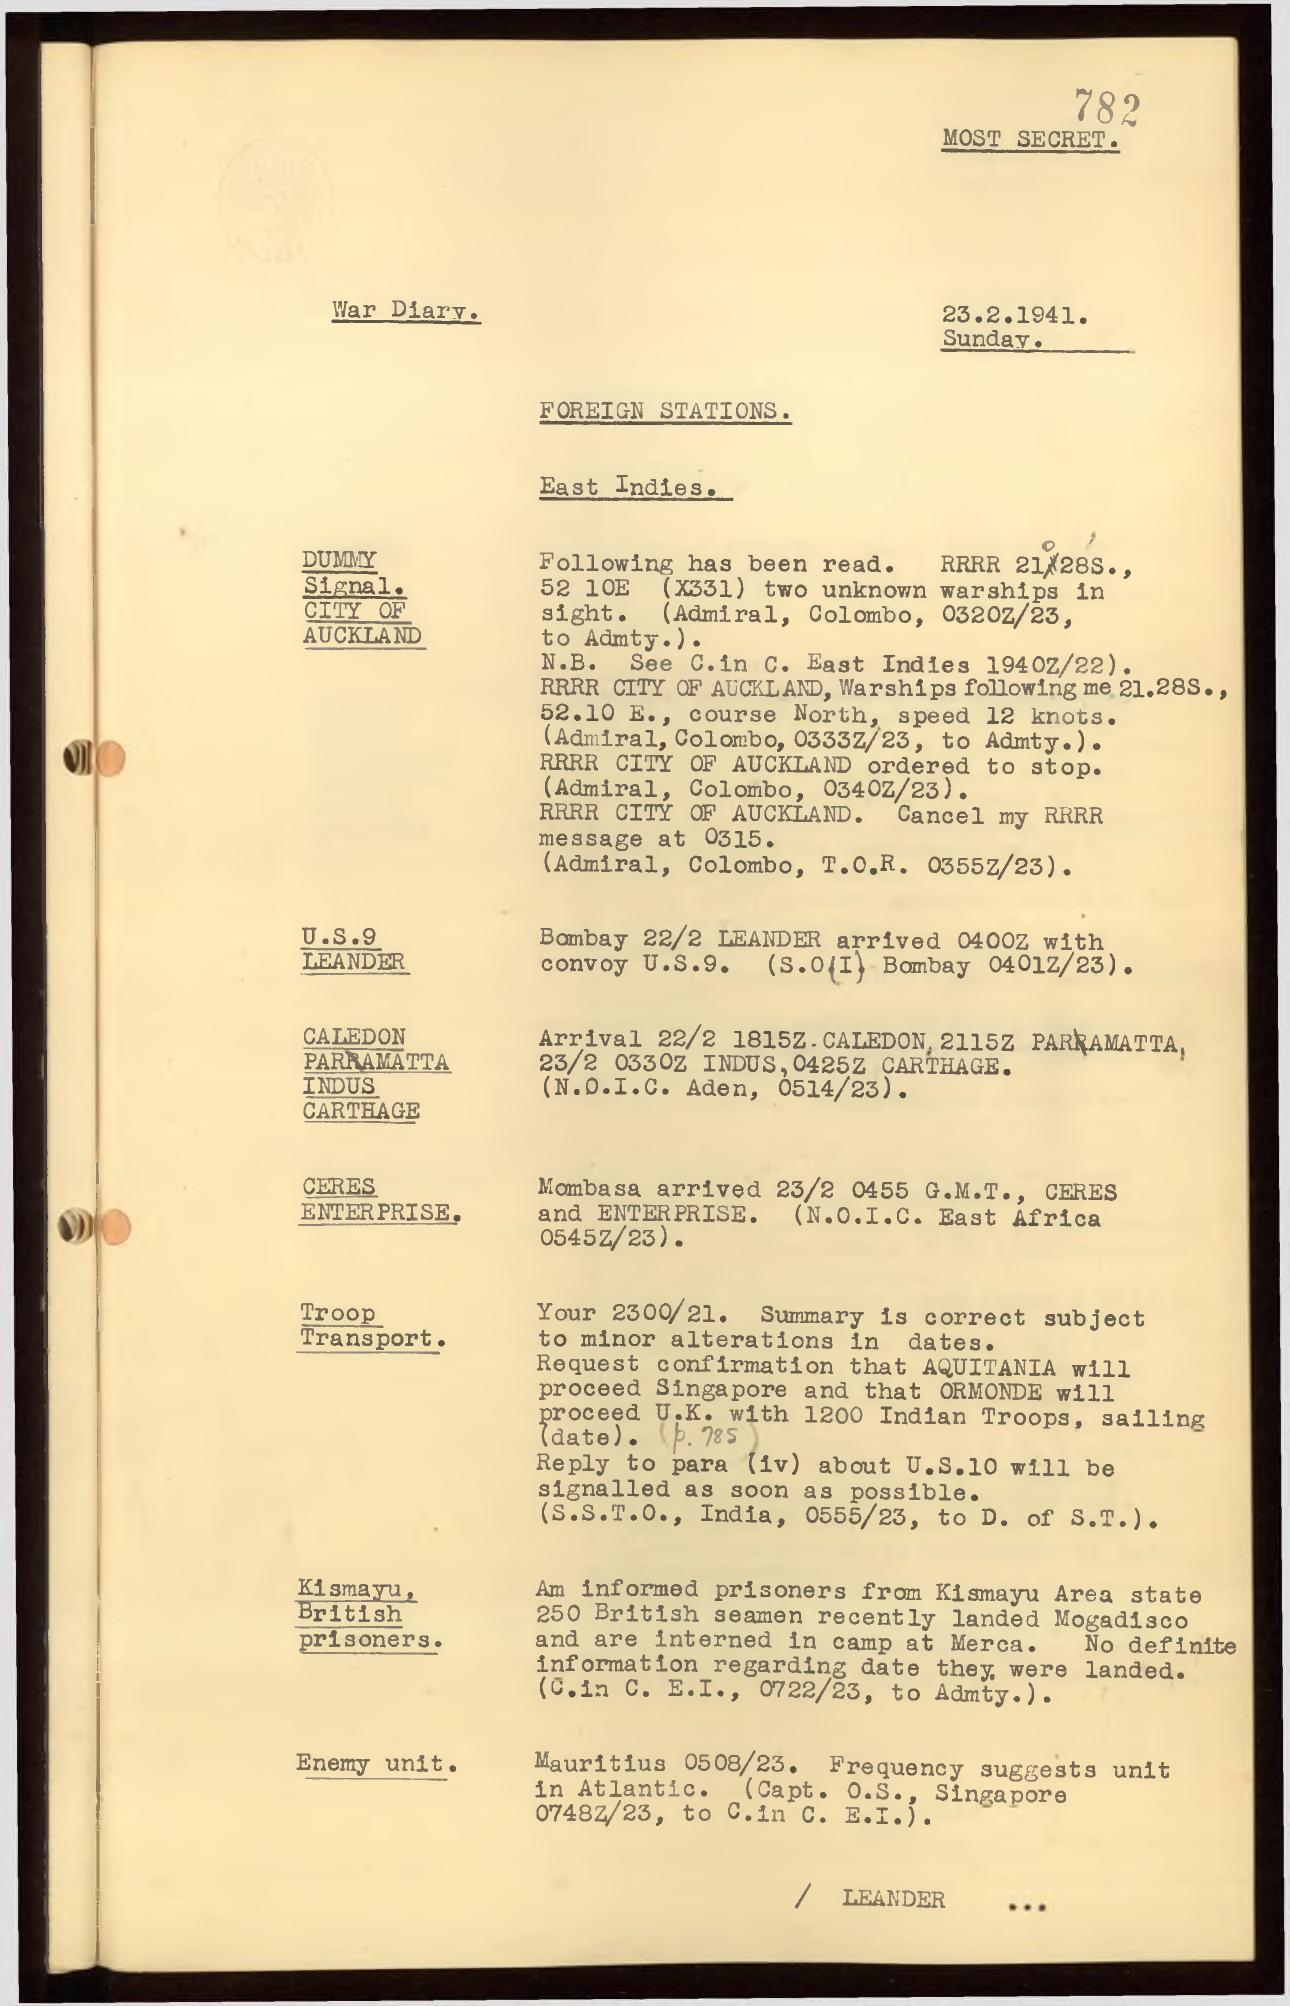 782
MOST SECRET.
War Diary.
23.2.1941.
Sunday.
FOREIGN STATIONS.
East Indies.
DUMMY
Signal.
CITY OF
AUCKLAND
Following has been read. RRRR 21° 28S.,
52 10E (X331) two unknown warships in
sight. (Admiral, Colombo, 0320Z/23,
to Admty.).
N.B. See C.in C. East Indies 1940Z/22).
RRRR CITY OF AUCKLAND, Warships following me 21.28S.,
52.10 E., course North, speed 12 knots.
(Admiral, Colombo, 0333Z/23, to Admty.).
RRRR CITY OF AUCKLAND ordered to stop.
(Admiral, Colombo, 0340Z/23).
RRRR CITY OF AUCKLAND. Cancel my RRRR
message at 0315.
(Admiral, Colombo, T.O.R. 0355Z/23).
U.S.9
LEANDER
Bombay 22/2 LEANDER arrived 0400Z with
convoy U.S.9. (S.O(I) Bombay 0401Z/23).
CALEDON
PARRAMATTA
INDUS
CARTHAGE
Arrival 22/2 1815Z.CALEDON, 2115Z PARRAMATTA,
23/2 0330Z INDUS, 0425Z CARTHAGE.
(N.O.I.C. Aden, 0514/23).
CERES
ENTERPRISE.
Mombasa arrived 23/2 0455 G.M.T., CERES
and ENTERPRISE. (N.O.I.C. East Africa
0545Z/23).
Troop
Transport.
Your 2300/21. Summary is correct subject
to minor alterations in dates.
Request confirmation that AQUITANIA will
proceed Singapore and that ORMONDE will
proceed U.K. with 1200 Indian Troops, sailing
(date). (p. 785)
Reply to para (iv) about U.S.10 will be
signalled as soon as possible.
(S.S.T.O., India, 0555/23, to D. of S.T.).
Kismayu,
British
prisoners.
Am informed prisoners from Kismayu Area state
250 British seamen recently landed Mogadisco
and are interned in camp at Merca. No definite
information regarding date they were landed.
(C.in C. E.I., 0722/23, to Admty.).
Enemy unit.
Mauritius 0508/23. Frequency suggests unit
in Atlantic. (Capt. O.S., Singapore
0748Z/23, to C.in C. E.I.).
/ LEANDER ...